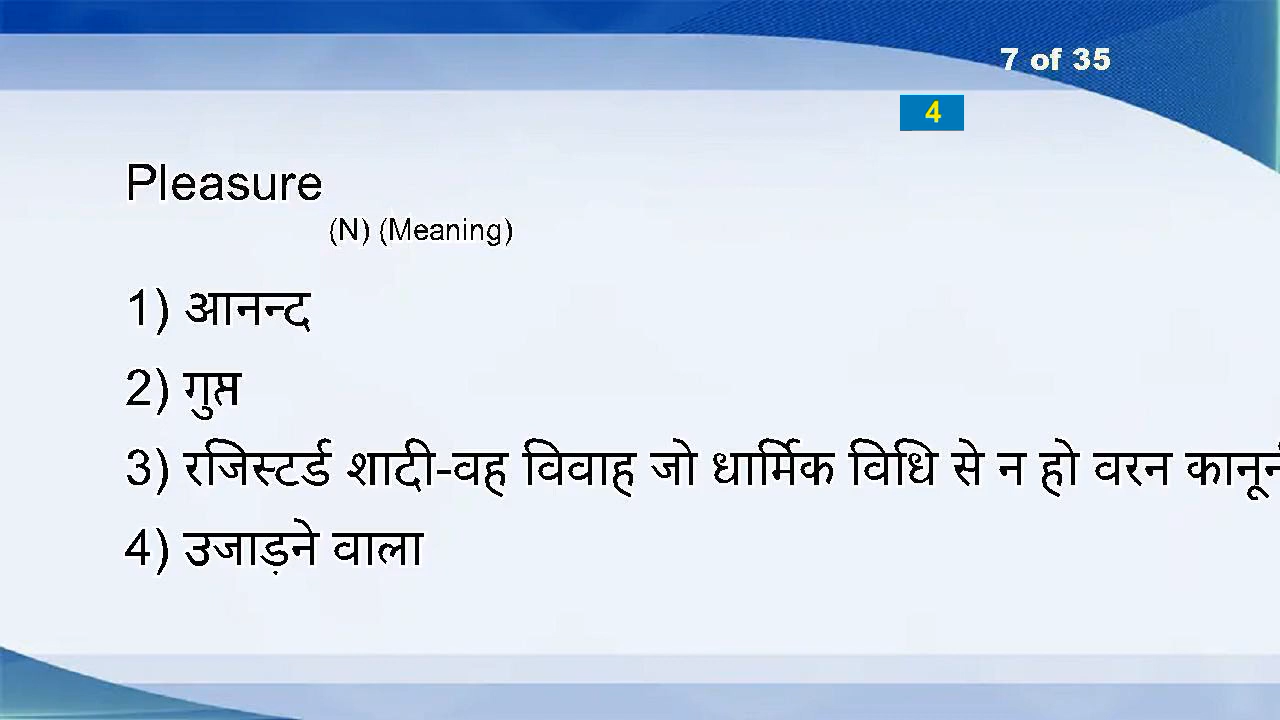 7 of 35
4
Pleasure
(N) (Meaning)
1) आनन्द
2) गुप्त
3) रजिस्टर्ड शादी-वह विवाह जो धार्मिक विधि से न हो वरन
4) उजाड़ने वाला